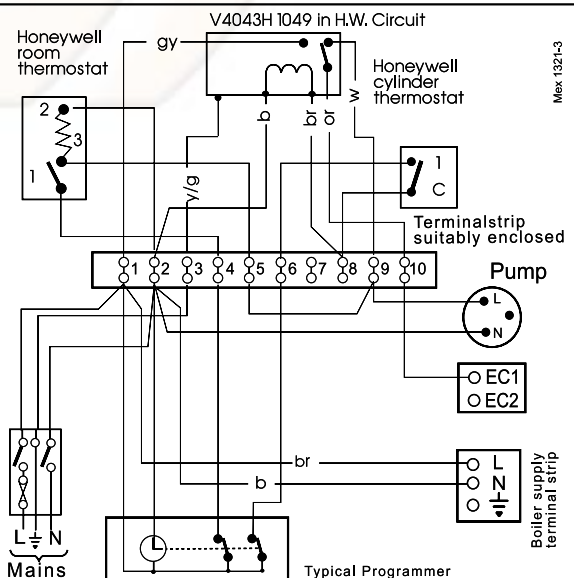 V4043H 1049 in H.W. Circuit
Honeywell
room
thermostat
gy
Honeywell
cylinder
thermostat
Mex 1321-3
2
3
1
b
br
or
w
y/g
1
C
Terminalstrip
suitably enclosed
1 2 3 4 5 6 7 8 9 10
Pump
L
N
EC1
EC2
br
b
L
N
Boiler supply
terminal strip
L N
Mains
L
Typical Programmer